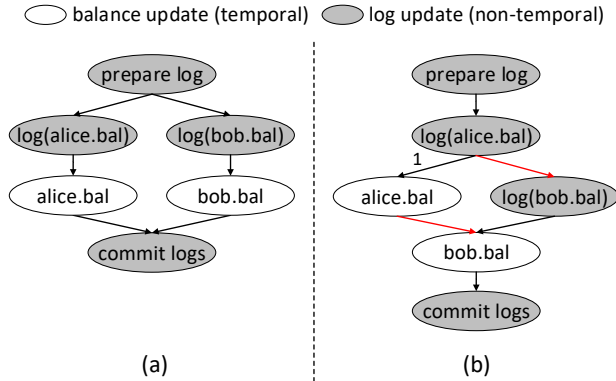 balance update (temporal) log update (non-temporal)
prepare log
log(alice.bal) log(bob.bal)
alice.bal bob.bal
commit logs
(a)
prepare log
log(alice.bal)
1
alice.bal log(bob.bal)
bob.bal
commit logs
(b)